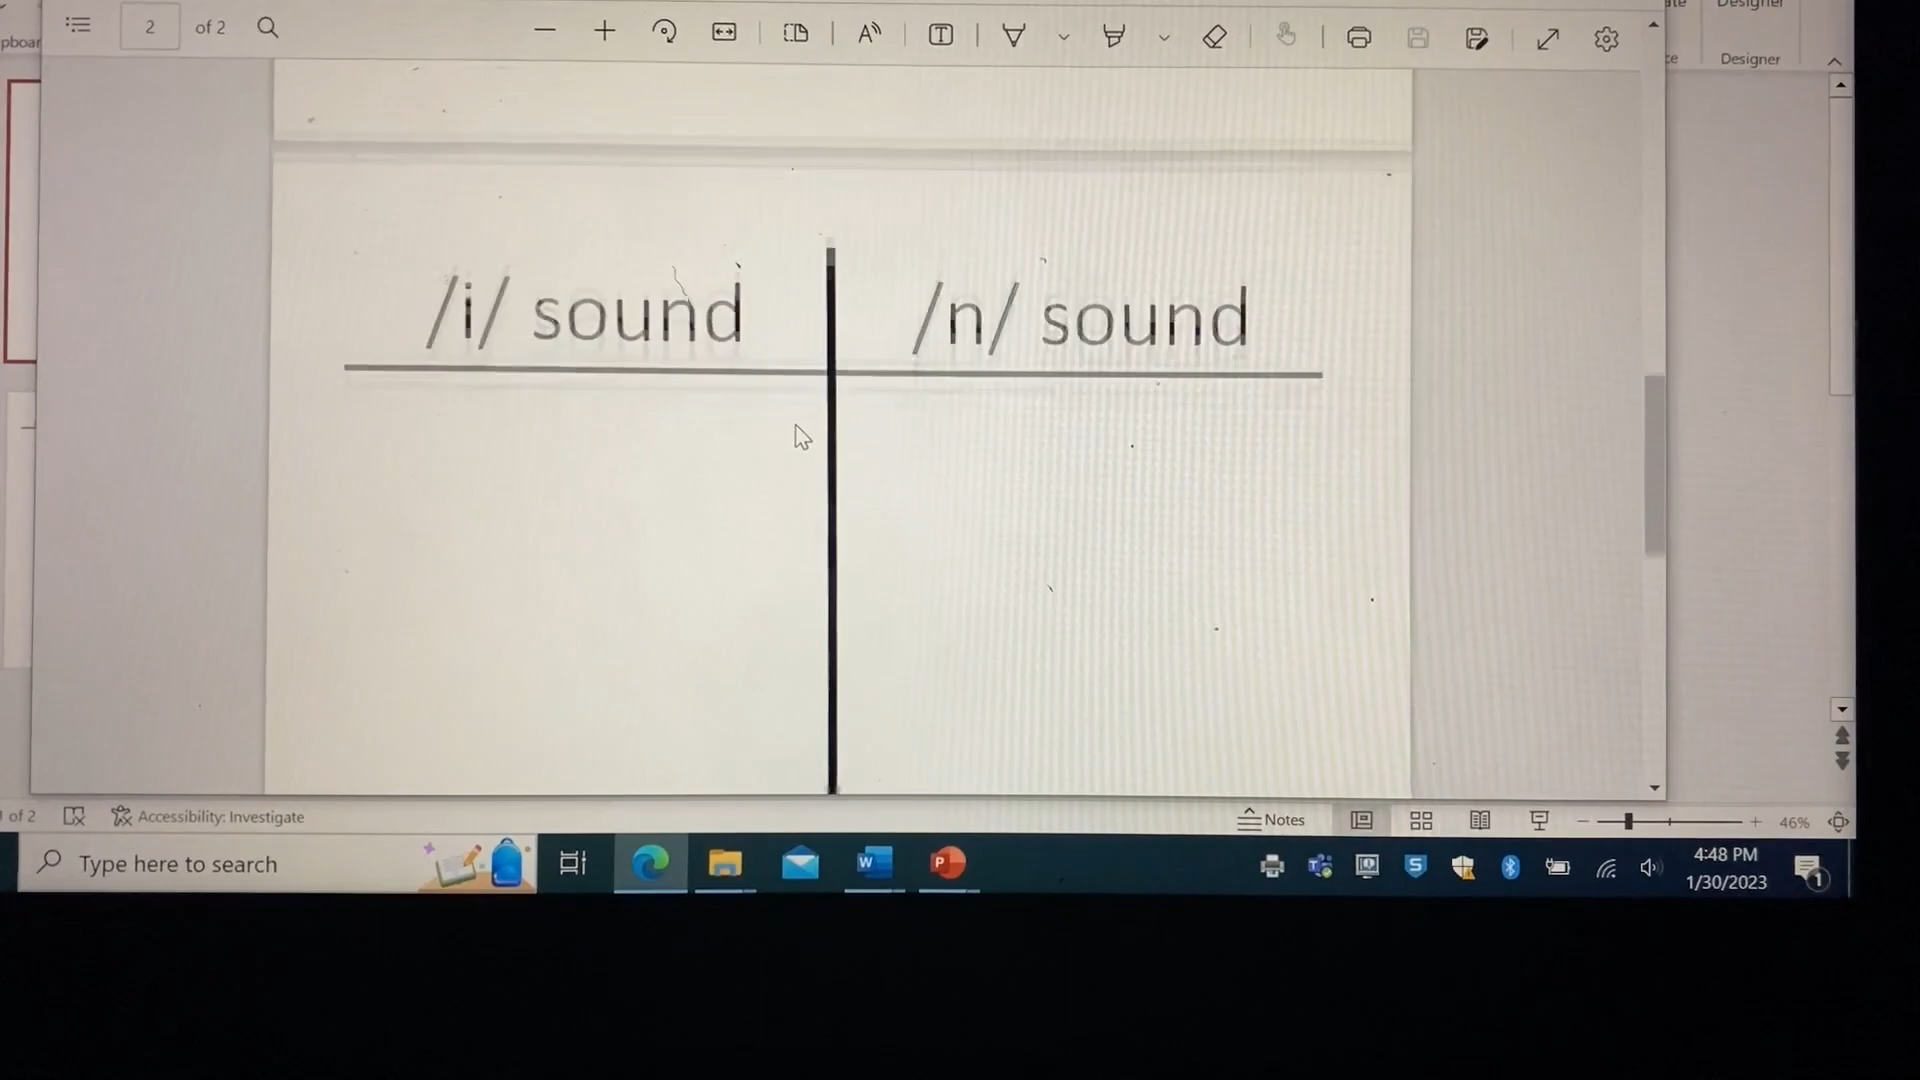 2 of 2
Designer
pboar
Designer
/i/ sound /n/ sound
of 2 Accessibility: Investigate Notes 46%
Type here to search
4:48 PM
1/30/2023
1